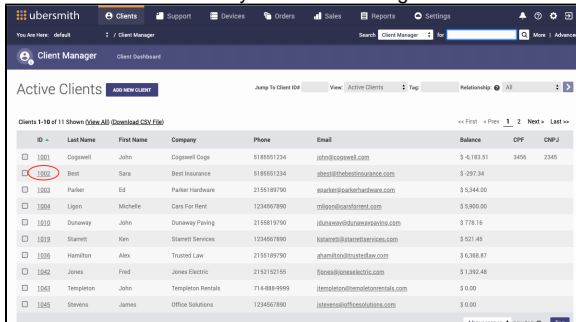 ubersmith Clients Support Devices Orders Sales Reports Settings
You Are Here: default / Client Manager Search Client Manager for More | Advance
Client Manager Client Dashboard
Active Clients ADD NEW CLIENT Jump To Client ID# View: Active Clients Tag: Relationship: All
Clients 1-10 of 11 Shown (View All) (Download CSV File) << First < Prev 1 2 Next > Last >>
ID Last Name First Name Company Phone Email Balance CPF CNPJ
1001 Cogswell John Cogswell Cogs 5185551234 john@cogswell.com $ -6,183.51 3456 2345
1002 Best Sara Best Insurance 5185551234 sbest@thebestinsurance.com $ -297.34
1003 Parker Ed Parker Hardware 2155189790 eparker@parkerhardware.com $ 5,344.00
1004 Ligon Michelle Cars For Rent 1234567890 mligon@carsforrent.com $ 5,900.00
1010 Dunaway John Dunaway Paving 2155819790 jdunaway@dunawaypaving.com $ 778.16
1019 Starrett Ken Starrett Services 1234567890 kstarrett@starrettservices.com $ 521.45
1036 Hamilton Alex Trusted Law 2155189790 ahamilton@trustedlaw.com $ 6,368.87
1042 Jones Fred Jones Electric 2152152155 fjones@joneselectric.com $ 1,392.48
1043 Templeton John Templeton Rentals 714-888-9999 jtempleton@templetonrentals.com $ 0.00
1045 Stevens James Office Solutions 1234567890 jstevens@officesolutions.com $ 0.00